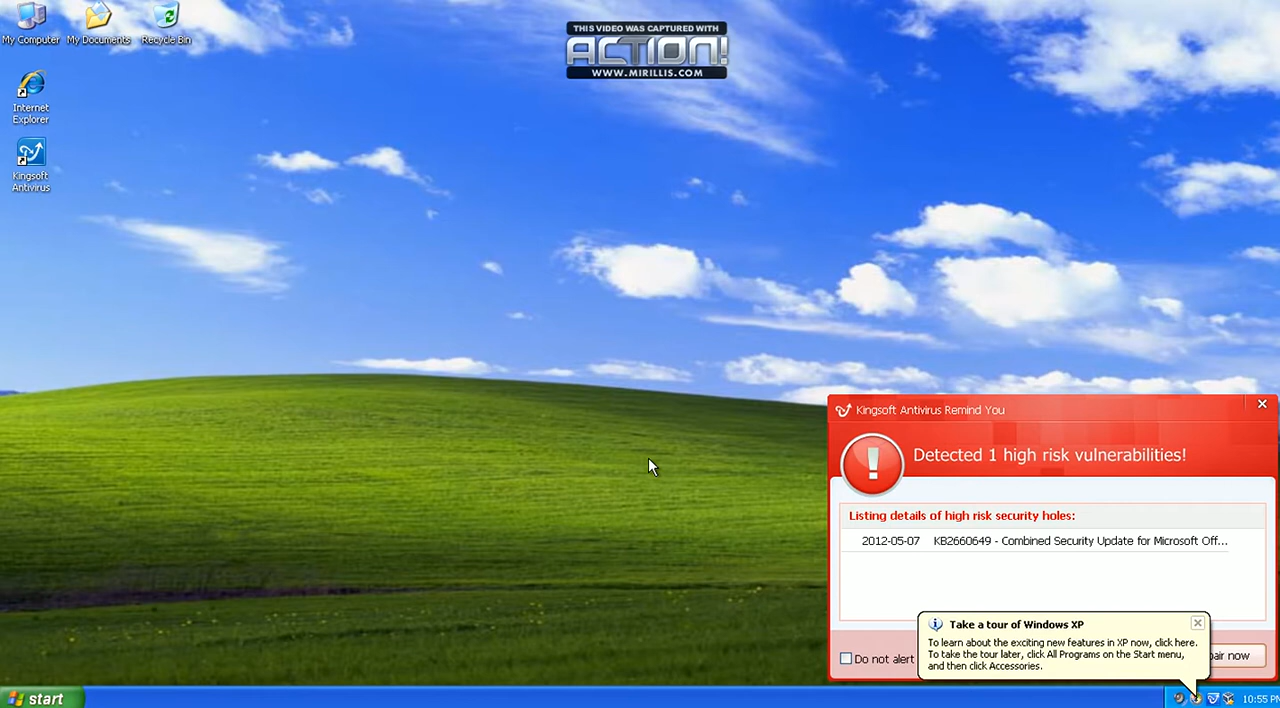 My Computer
My Documents
Recycle Bin
THIS VIDEO WAS CAPTURED WITH
ACTION!
WWW.MIRILLIS.COM
Internet
Explorer
Kingsoft
Antivirus
Kingsoft Antivirus Remind You
Detected 1 high risk vulnerabilities!
Listing details of high risk security holes:
2012-05-07 KB2660649 - Combined Security Update for Microsoft Off...
Take a tour of Windows XP
To learn about the exciting new features in XP now, click here.
To take the tour later, click All Programs on the Start menu,
and then click Accessories.
Do not alert
now
start
10:55 PM